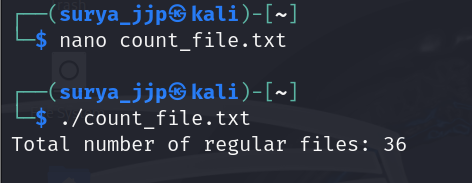 ┌──(surya_jjp㉿kali)-[~]
└─$ nano count_file.txt
┌──(surya_jjp㉿kali)-[~]
└─$ ./count_file.txt
Total number of regular files: 36